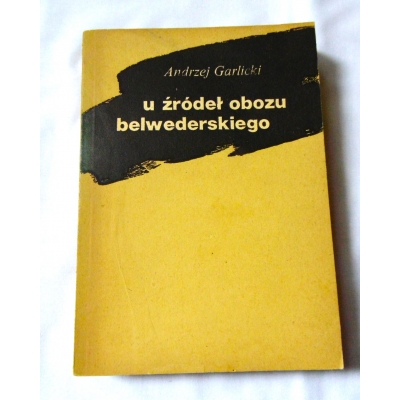 Andrzej Garlicki
u źródeł obozu
belwederskiego